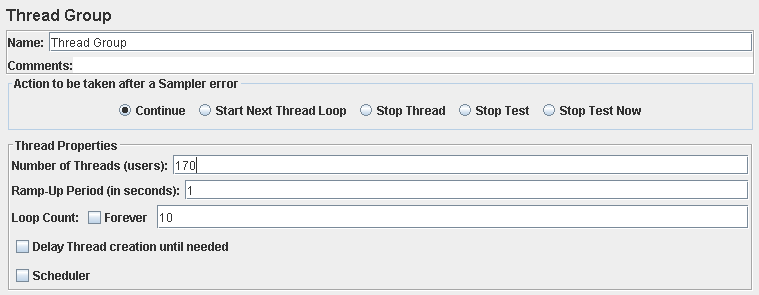 Thread Group
Name: Thread Group
Comments:
Action to be taken after a Sampler error
Continue Start Next Thread Loop Stop Thread Stop Test Stop Test Now
Thread Properties
Number of Threads (users): 170
Ramp-Up Period (in seconds): 1
Loop Count: Forever 10
Delay Thread creation until needed
Scheduler